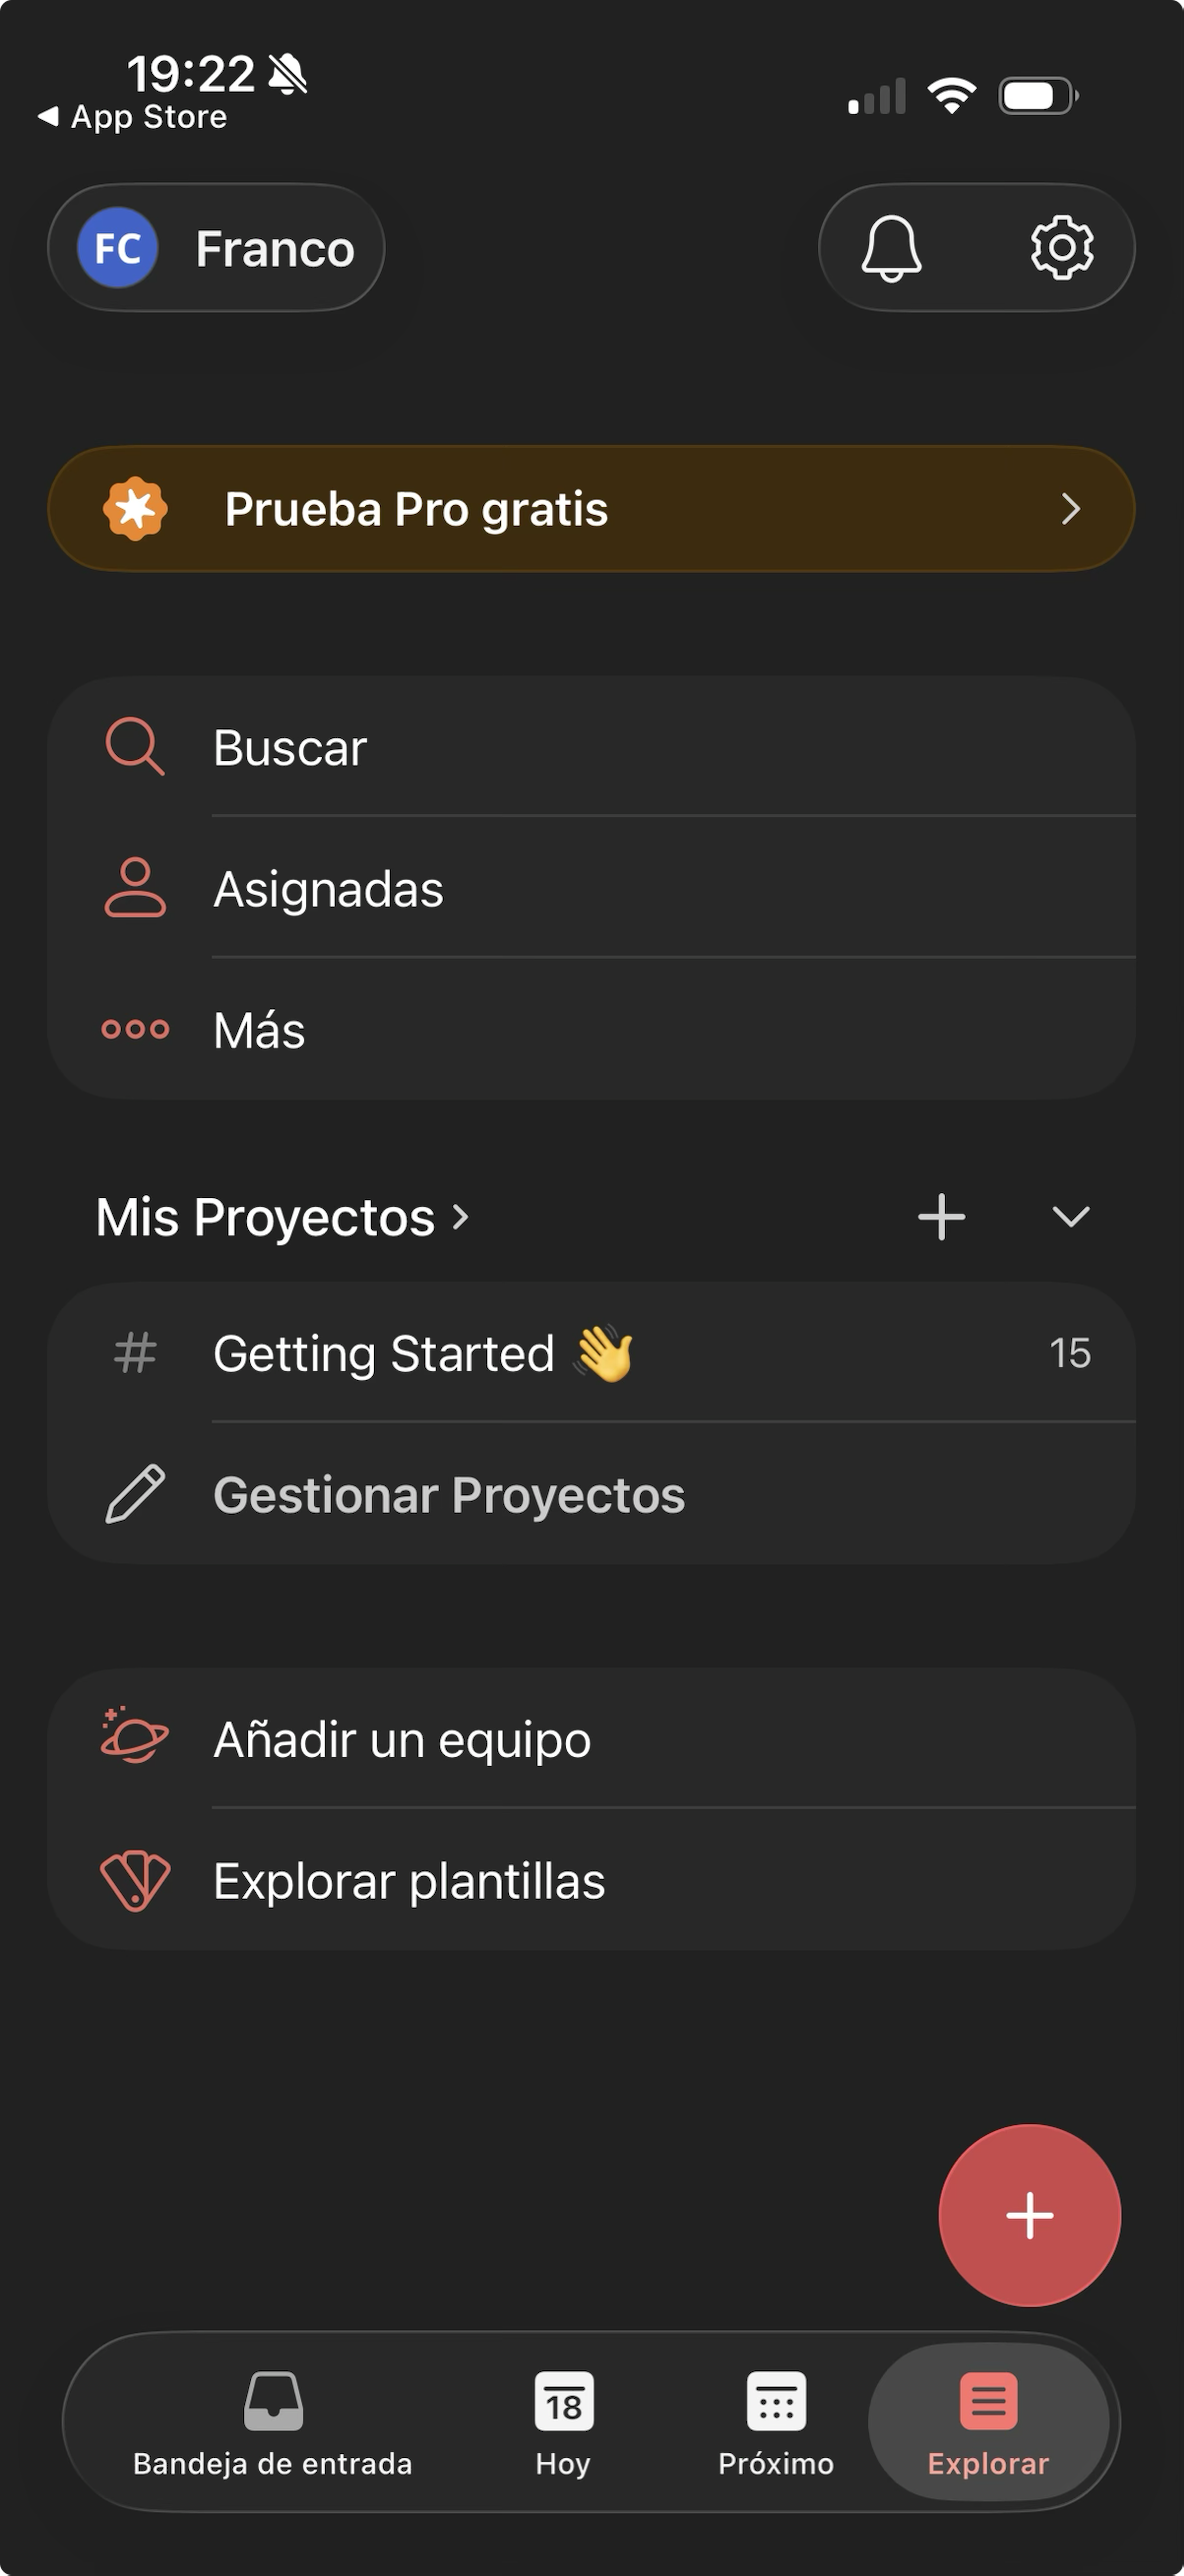 19:22
App Store
FC Franco
Prueba Pro gratis
Buscar
Asignadas
Más
Mis Proyectos
# Getting Started 👋 15
Gestionar Proyectos
Añadir un equipo
Explorar plantillas
18
Bandeja de entrada Hoy Próximo Explorar